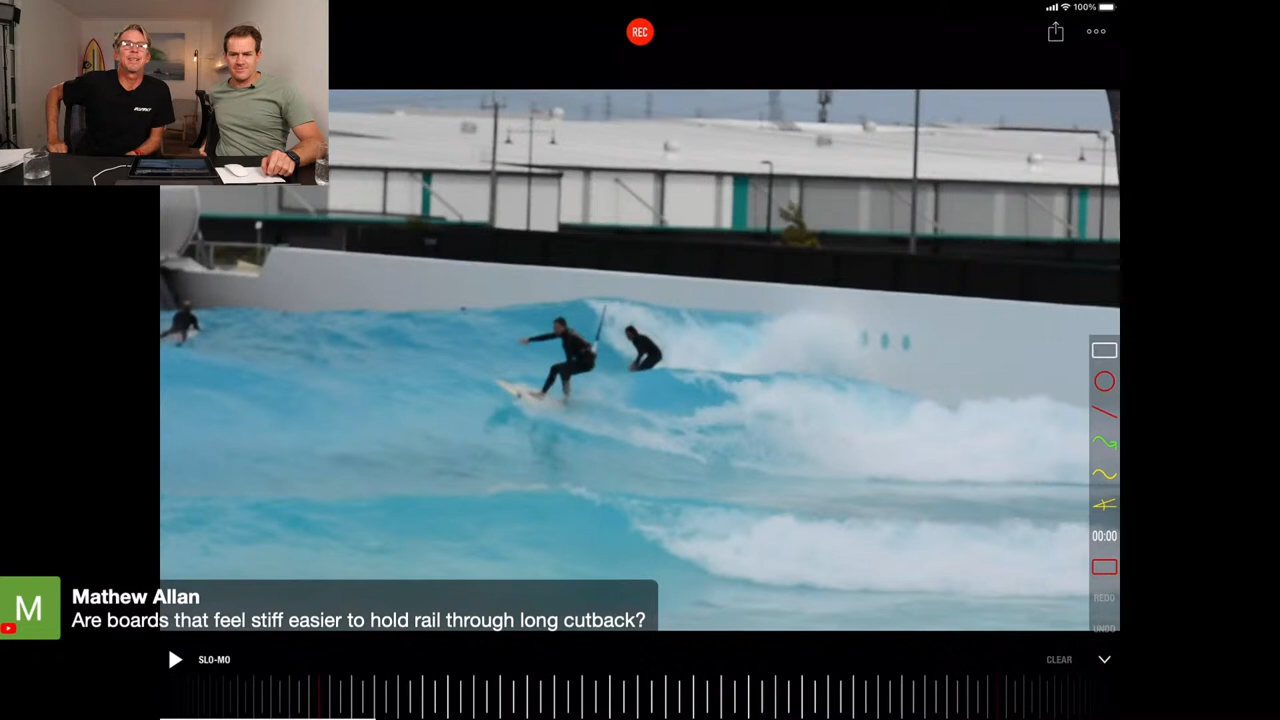 100%
REC
00:00
REDO
UNDO
M
Mathew Allan
Are boards that feel stiff easier to hold rail through long cutback?
SLO-MO
CLEAR